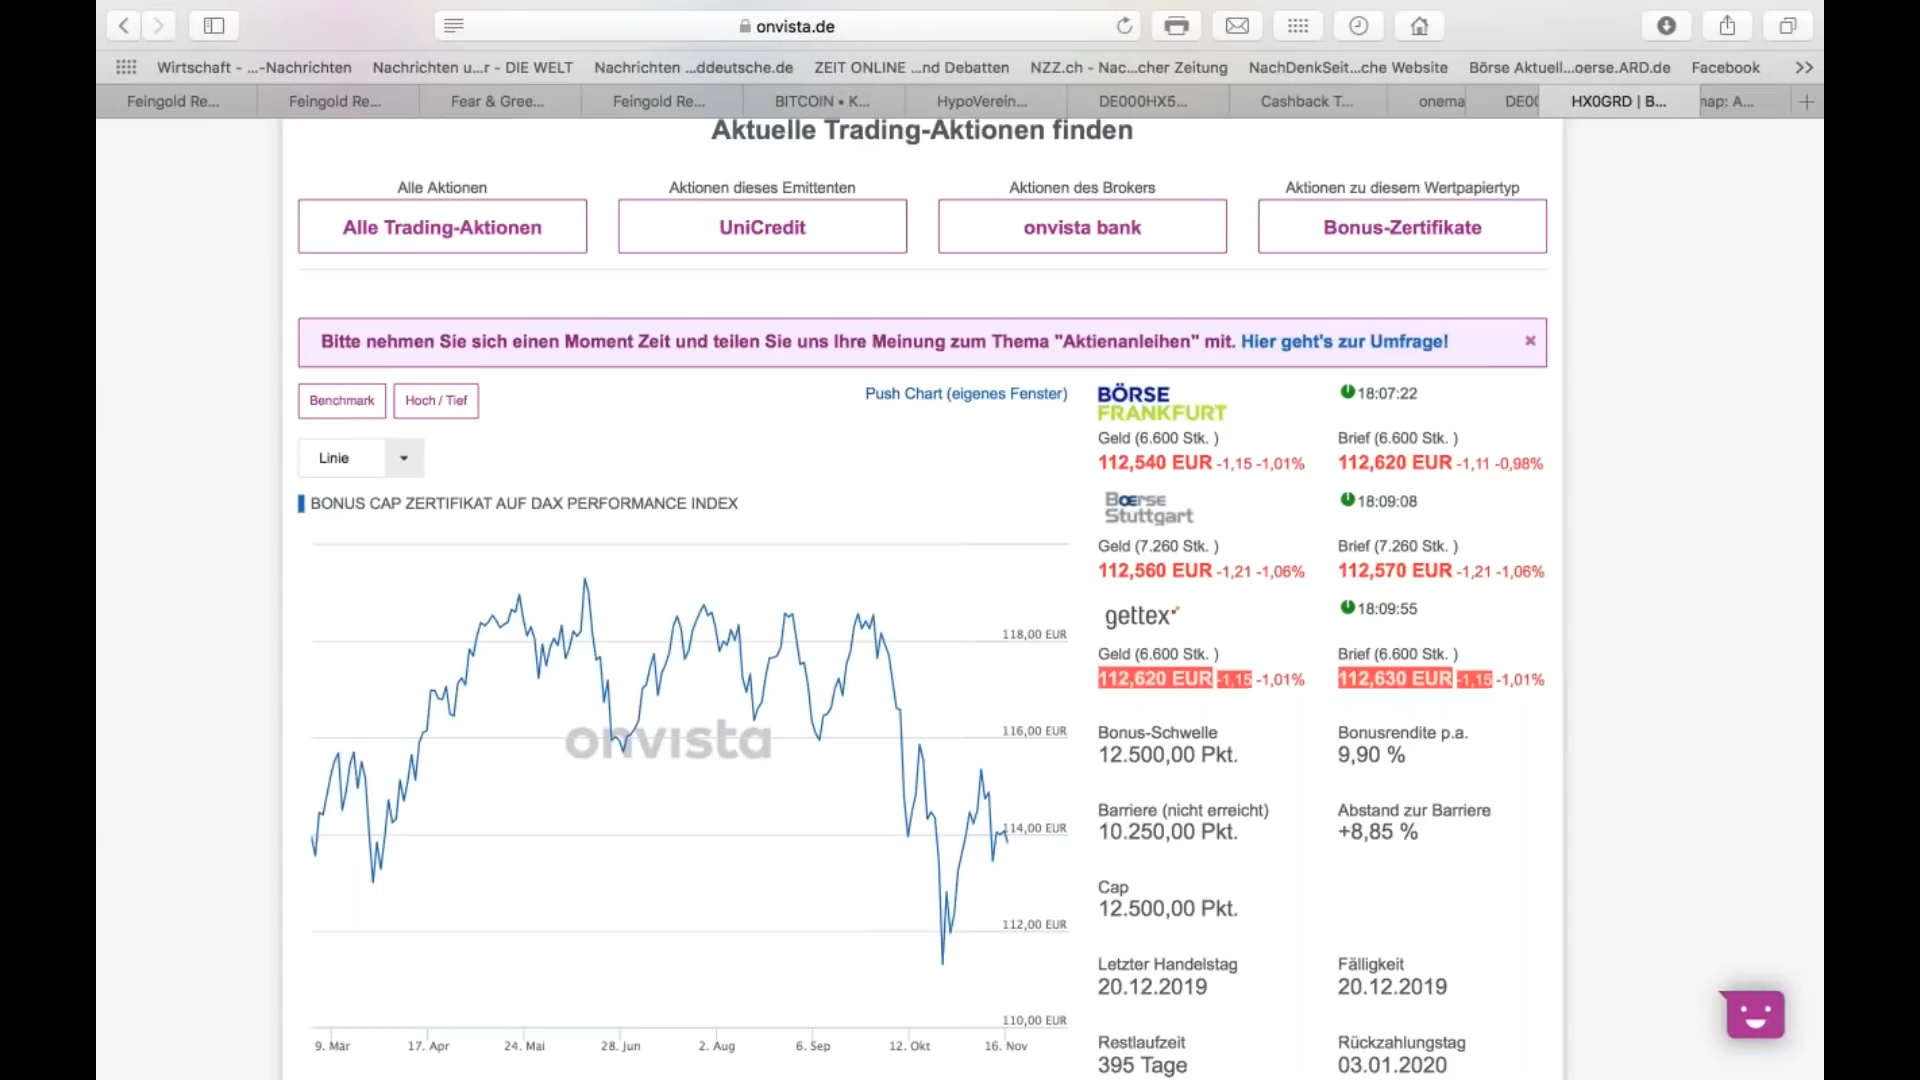 onvista.de
Wirtschaft - ...-Nachrichten Nachrichten u...r - DIE WELT Nachrichten ...ddeutsche.de ZEIT ONLINE ...nd Debatten NZZ.ch - Nac...cher Zeitung NachDenkSeit...che Website Börse Aktuell...oerse.ARD.de Facebook >>
Feingold Re... Feingold Re... Fear & Gree... Feingold Re... BITCOIN • K... HypoVerein... DE000HX5... Cashback T... onema DE00 HX0GRD | B... nap: A... +
Aktuelle Trading-Aktionen finden
Alle Aktionen Aktionen dieses Emittenten Aktionen des Brokers Aktionen zu diesem Wertpapiertyp
Alle Trading-Aktionen UniCredit onvista bank Bonus-Zertifikate
Bitte nehmen Sie sich einen Moment Zeit und teilen Sie uns Ihre Meinung zum Thema "Aktienanleihen" mit. Hier geht's zur Umfrage! ×
Benchmark Hoch / Tief Push Chart (eigenes Fenster)
Linie
BONUS CAP ZERTIFIKAT AUF DAX PERFORMANCE INDEX
118,00 EUR
116,00 EUR
onvista
114,00 EUR
112,00 EUR
110,00 EUR
9. Mär 17. Apr 24. Mai 28. Jun 2. Aug 6. Sep 12. Okt 16. Nov
BÖRSE
FRANKFURT
18:07:22
Geld (6.600 Stk. ) Brief (6.600 Stk. )
112,540 EUR -1,15 -1,01% 112,620 EUR -1,11 -0,98%
Boerse
Stuttgart
18:09:08
Geld (7.260 Stk. ) Brief (7.260 Stk. )
112,560 EUR -1,21 -1,06% 112,570 EUR -1,21 -1,06%
gettex 18:09:55
Geld (6.600 Stk. ) Brief (6.600 Stk. )
112,620 EUR -1,15 -1,01% 112,630 EUR -1,15 -1,01%
Bonus-Schwelle Bonusrendite p.a.
12.500,00 Pkt. 9,90 %
Barriere (nicht erreicht) Abstand zur Barriere
10.250,00 Pkt. +8,85 %
Cap
12.500,00 Pkt.
Letzter Handelstag Fälligkeit
20.12.2019 20.12.2019
Restlaufzeit Rückzahlungstag
395 Tage 03.01.2020